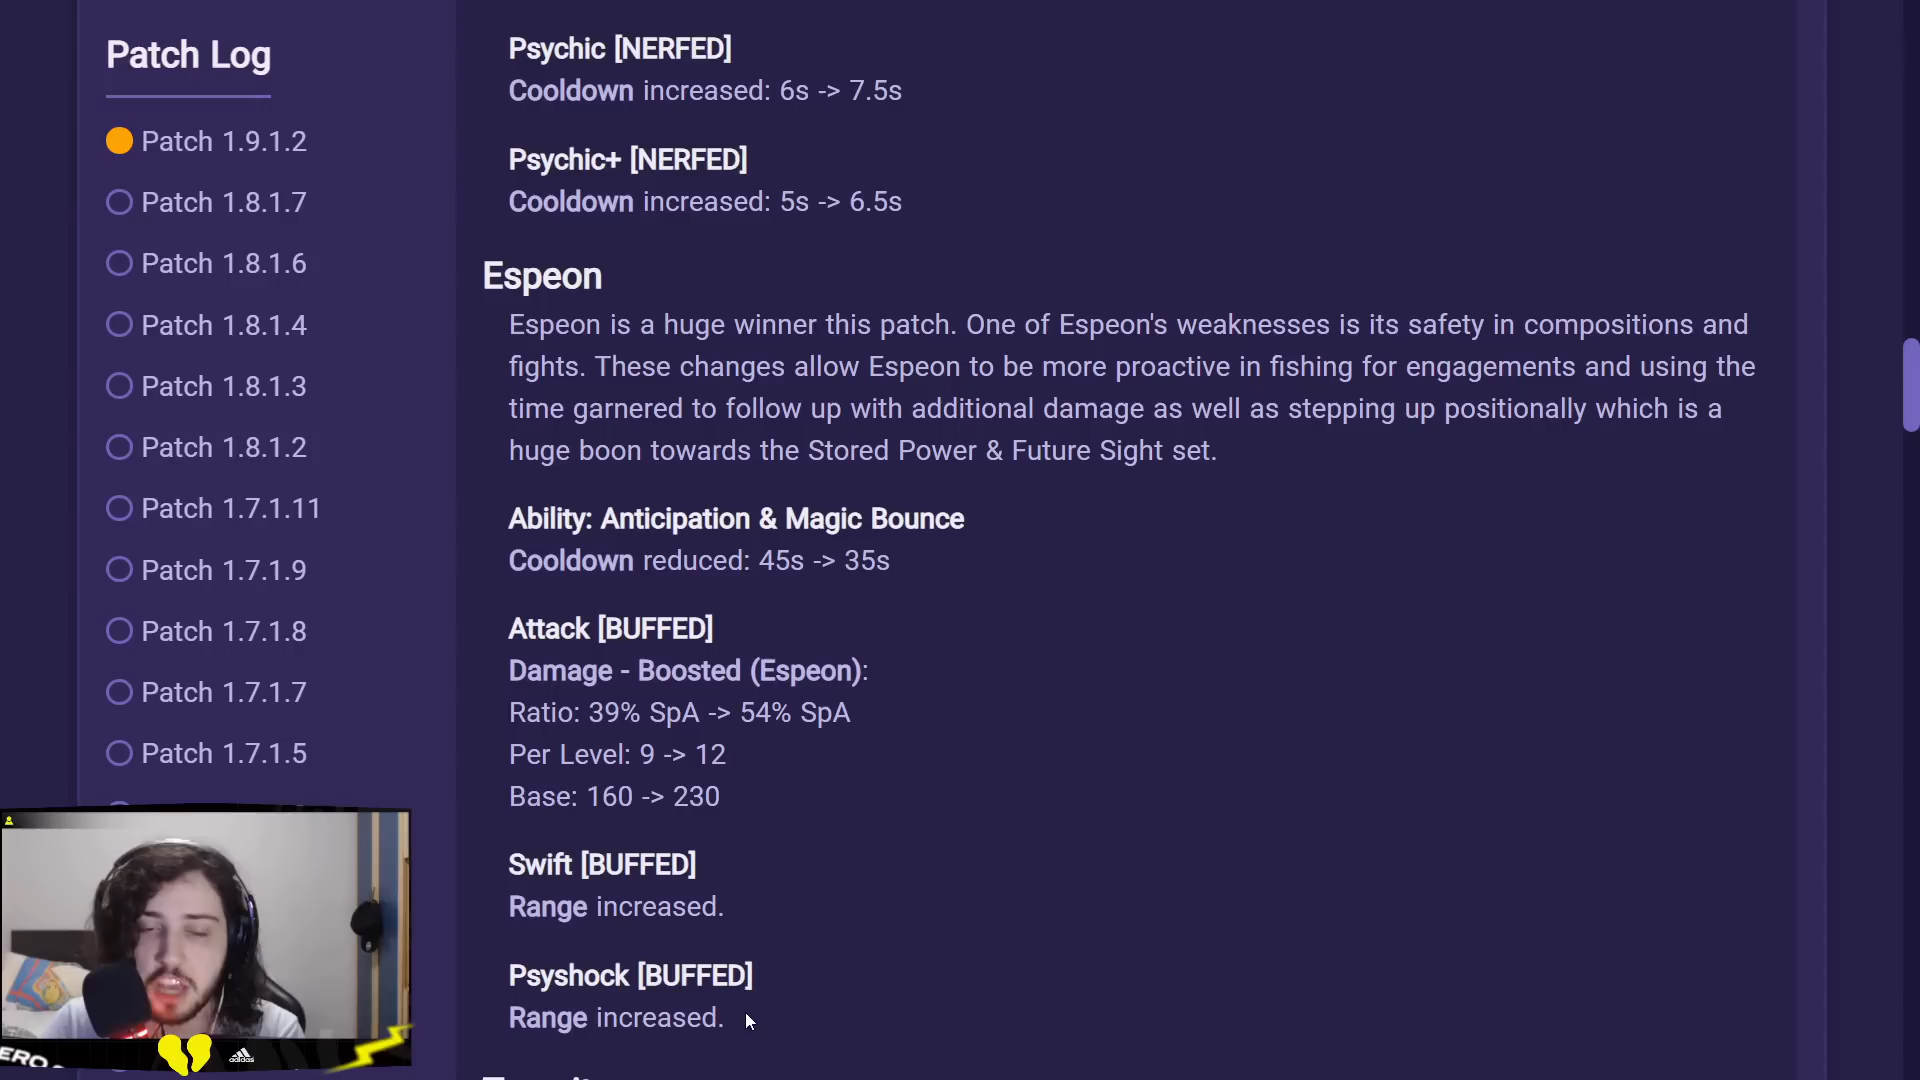 Patch Log
Patch 1.9.1.2
Patch 1.8.1.7
Patch 1.8.1.6
Patch 1.8.1.4
Patch 1.8.1.3
Patch 1.8.1.2
Patch 1.7.1.11
Patch 1.7.1.9
Patch 1.7.1.8
Patch 1.7.1.7
Patch 1.7.1.5
Psychic [NERFED]
Cooldown increased: 6s -> 7.5s
Psychic+ [NERFED]
Cooldown increased: 5s -> 6.5s
Espeon
Espeon is a huge winner this patch. One of Espeon's weaknesses is its safety in compositions and
fights. These changes allow Espeon to be more proactive in fishing for engagements and using the
time garnered to follow up with additional damage as well as stepping up positionally which is a
huge boon towards the Stored Power & Future Sight set.
Ability: Anticipation & Magic Bounce
Cooldown reduced: 45s -> 35s
Attack [BUFFED]
Damage - Boosted (Espeon):
Ratio: 39% SpA -> 54% SpA
Per Level: 9 -> 12
Base: 160 -> 230
Swift [BUFFED]
Range increased.
Psyshock [BUFFED]
Range increased.
adidas